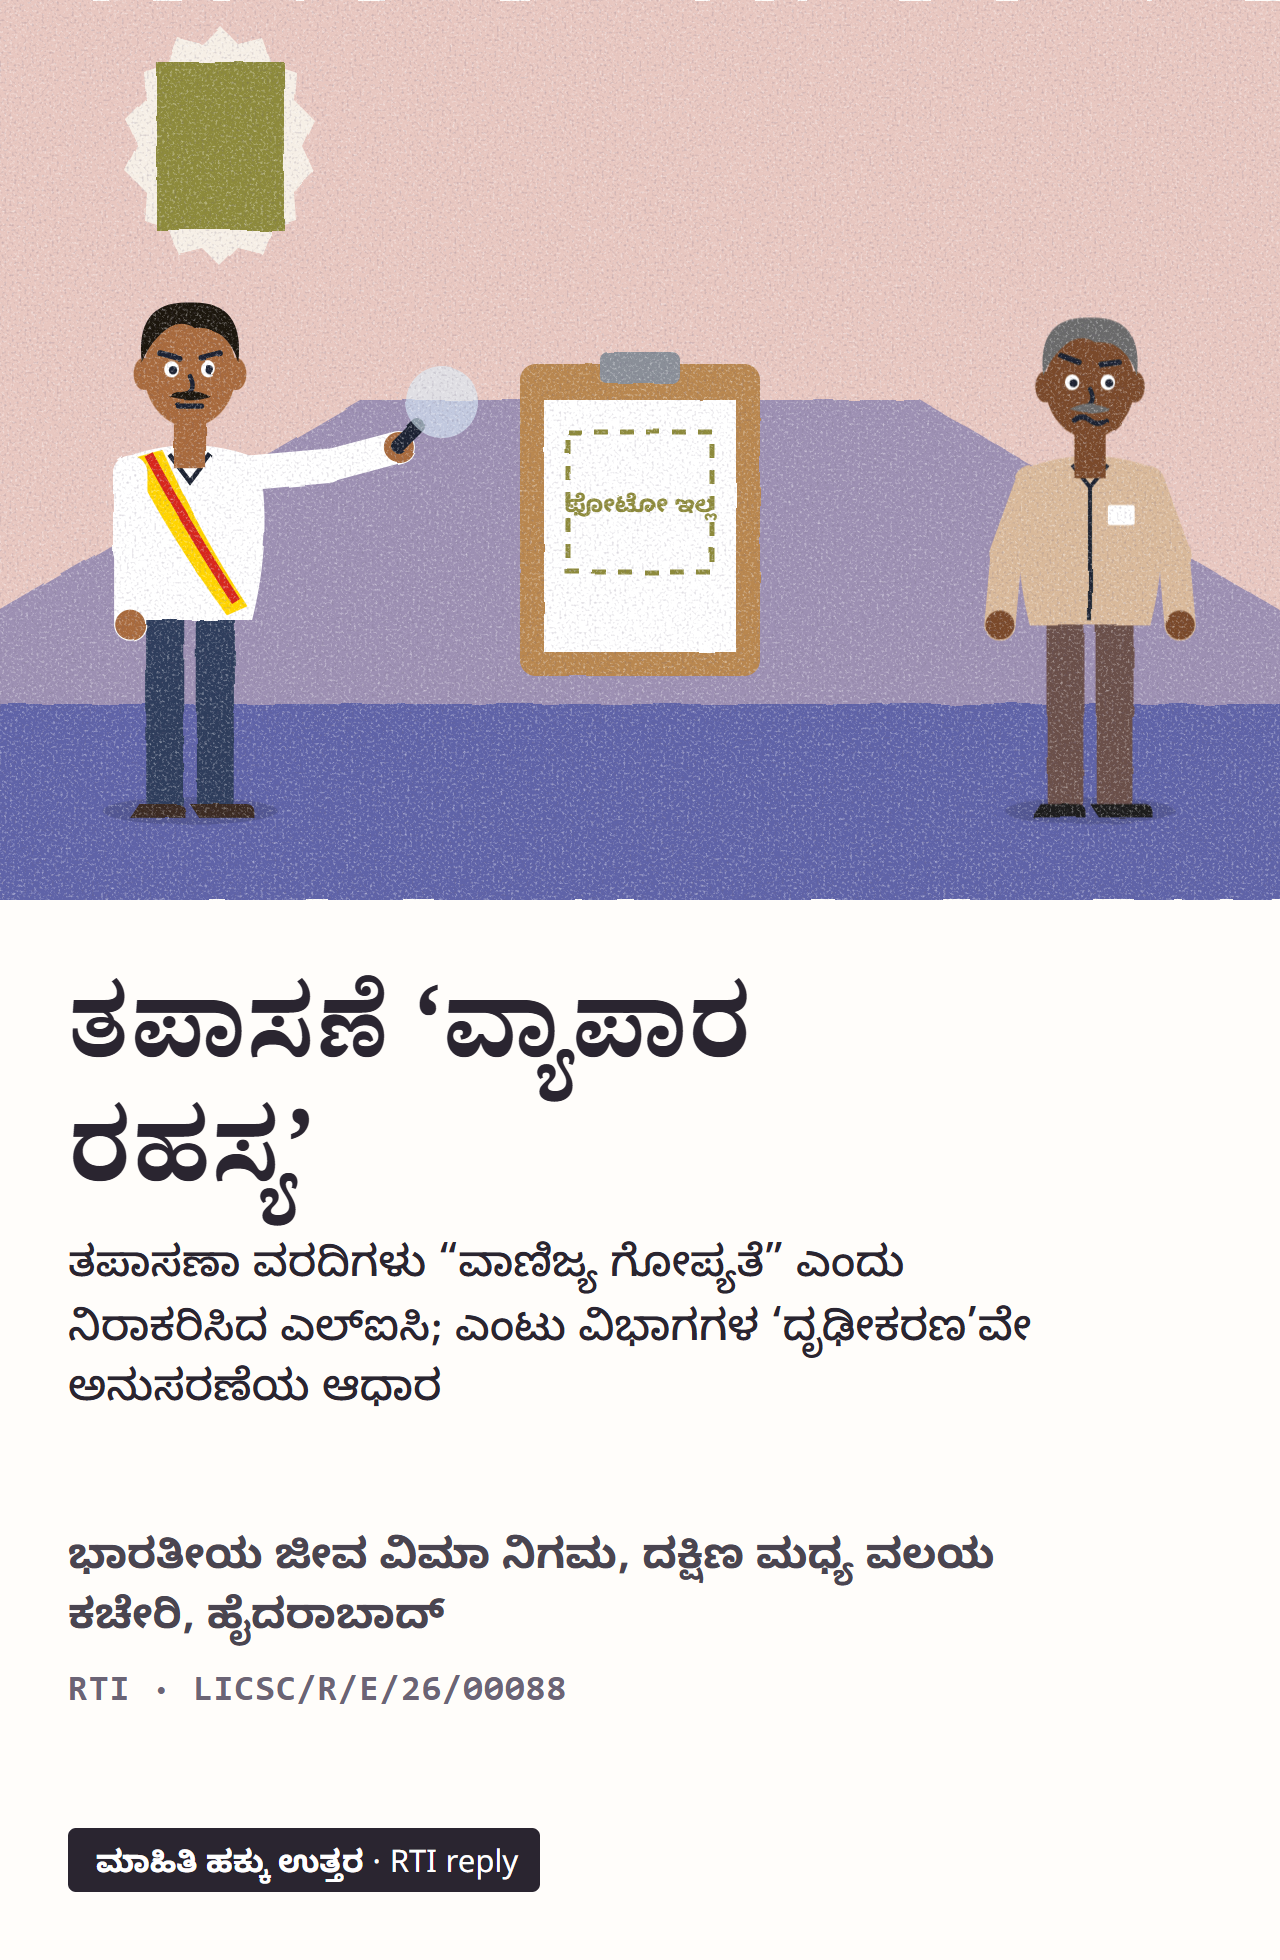 ಫೋಟೋ ಇಲ್ಲ
ತಪಾಸಣೆ ‘ವ್ಯಾಪಾರ
ರಹಸ್ಯ’
ತಪಾಸಣಾ ವರದಿಗಳು “ವಾಣಿಜ್ಯ ಗೋಪ್ಯತೆ” ಎಂದು
ನಿರಾಕರಿಸಿದ ಎಲ್‌ಐಸಿ; ಎಂಟು ವಿಭಾಗಗಳ ‘ದೃಢೀಕರಣ’ವೇ
ಅನುಸರಣೆಯ ಆಧಾರ
ಭಾರತೀಯ ಜೀವ ವಿಮಾ ನಿಗಮ, ದಕ್ಷಿಣ ಮಧ್ಯ ವಲಯ
ಕಚೇರಿ, ಹೈದರಾಬಾದ್
RTI · LICSC/R/E/26/00088
ಮಾಹಿತಿ ಹಕ್ಕು ಉತ್ತರ · RTI reply